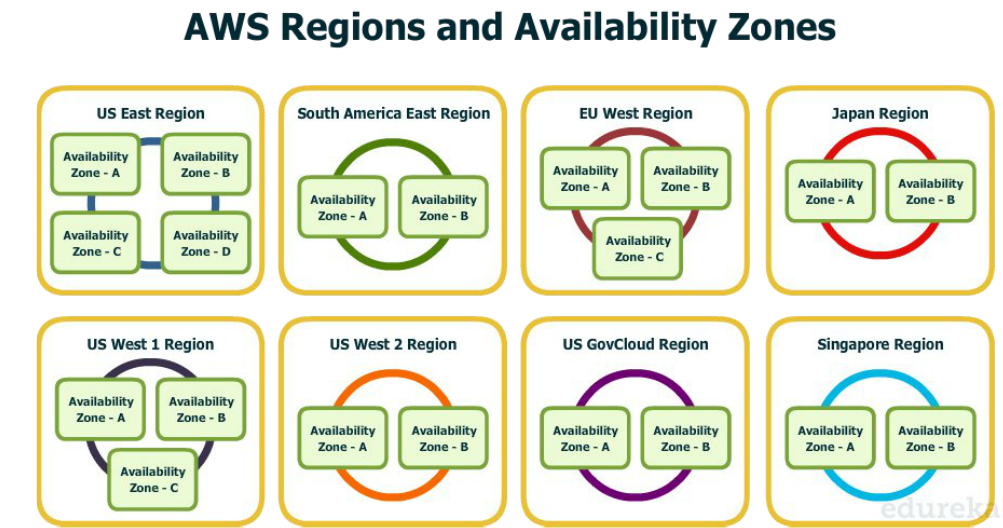 AWS Regions and Availability Zones
US East Region
Availability
Zone - A
Availability
Zone - B
Availability
Zone - C
Availability
Zone - D
South America East Region
Availability
Zone - A
Availability
Zone - B
EU West Region
Availability
Zone - A
Availability
Zone - B
Availability
Zone - C
Japan Region
Availability
Zone - A
Availability
Zone - B
US West 1 Region
Availability
Zone - A
Availability
Zone - B
Availability
Zone - C
US West 2 Region
Availability
Zone - A
Availability
Zone - B
US GovCloud Region
Availability
Zone - A
Availability
Zone - B
Singapore Region
Availability
Zone - A
Availability
Zone - B
edureka